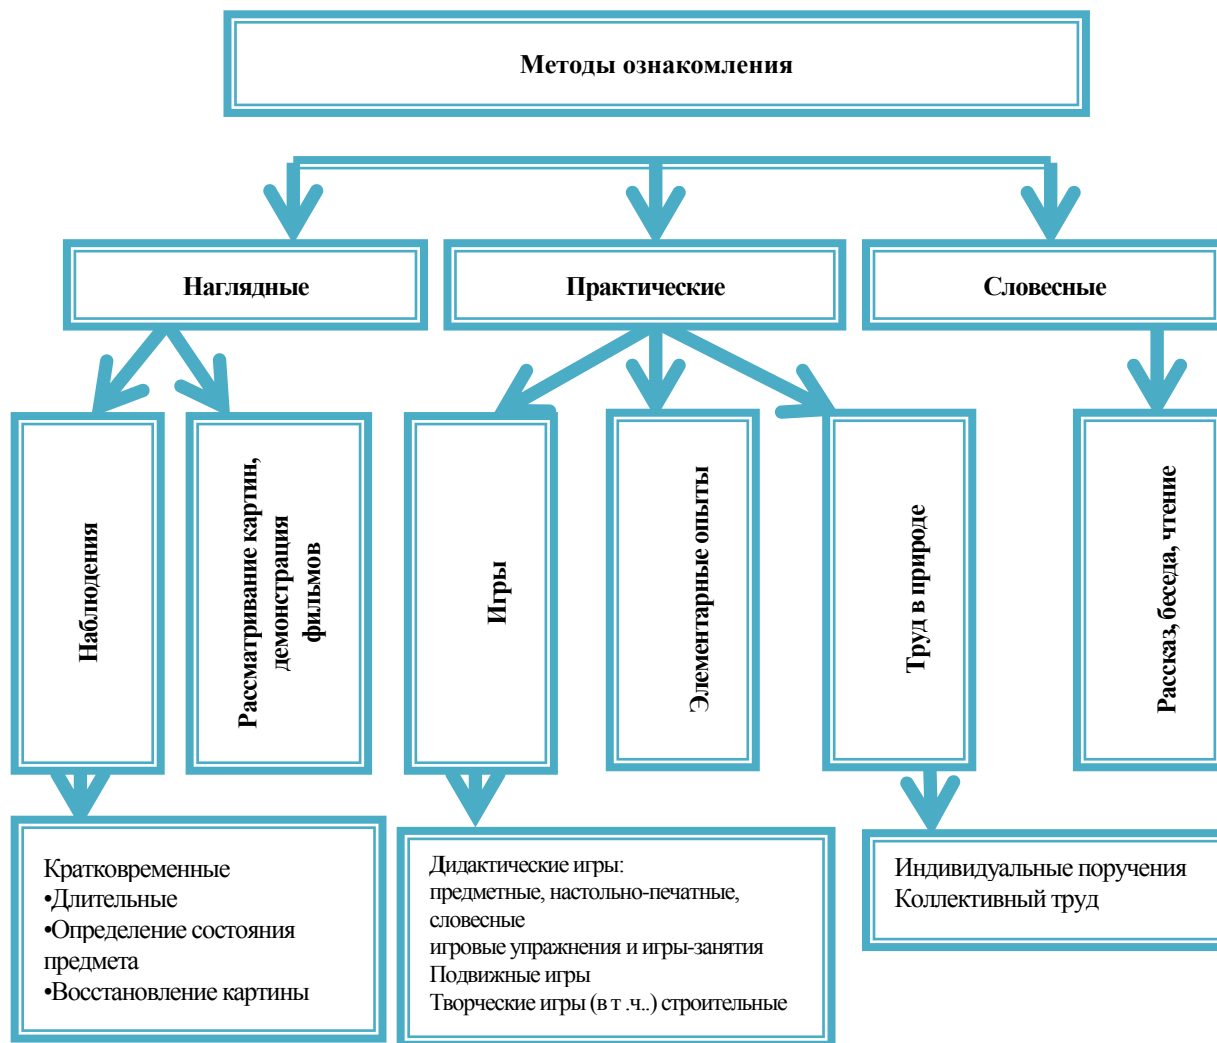 Методы ознакомления
Наглядные
Практические
Словесные
Наблюдения
Рассматривание картин,
демонстрация
фильмов
Игры
Элементарные опыты
Труд в природе
Рассказ, беседа, чтение
Кратковременные
•Длительные
•Определение состояния
предмета
•Восстановление картины
Дидактические игры:
предметные, настольно-печатные,
словесные
игровые упражнения и игры-занятия
Подвижные игры
Творческие игры (в т .ч..) строительные
Индивидуальные поручения
Коллективный труд